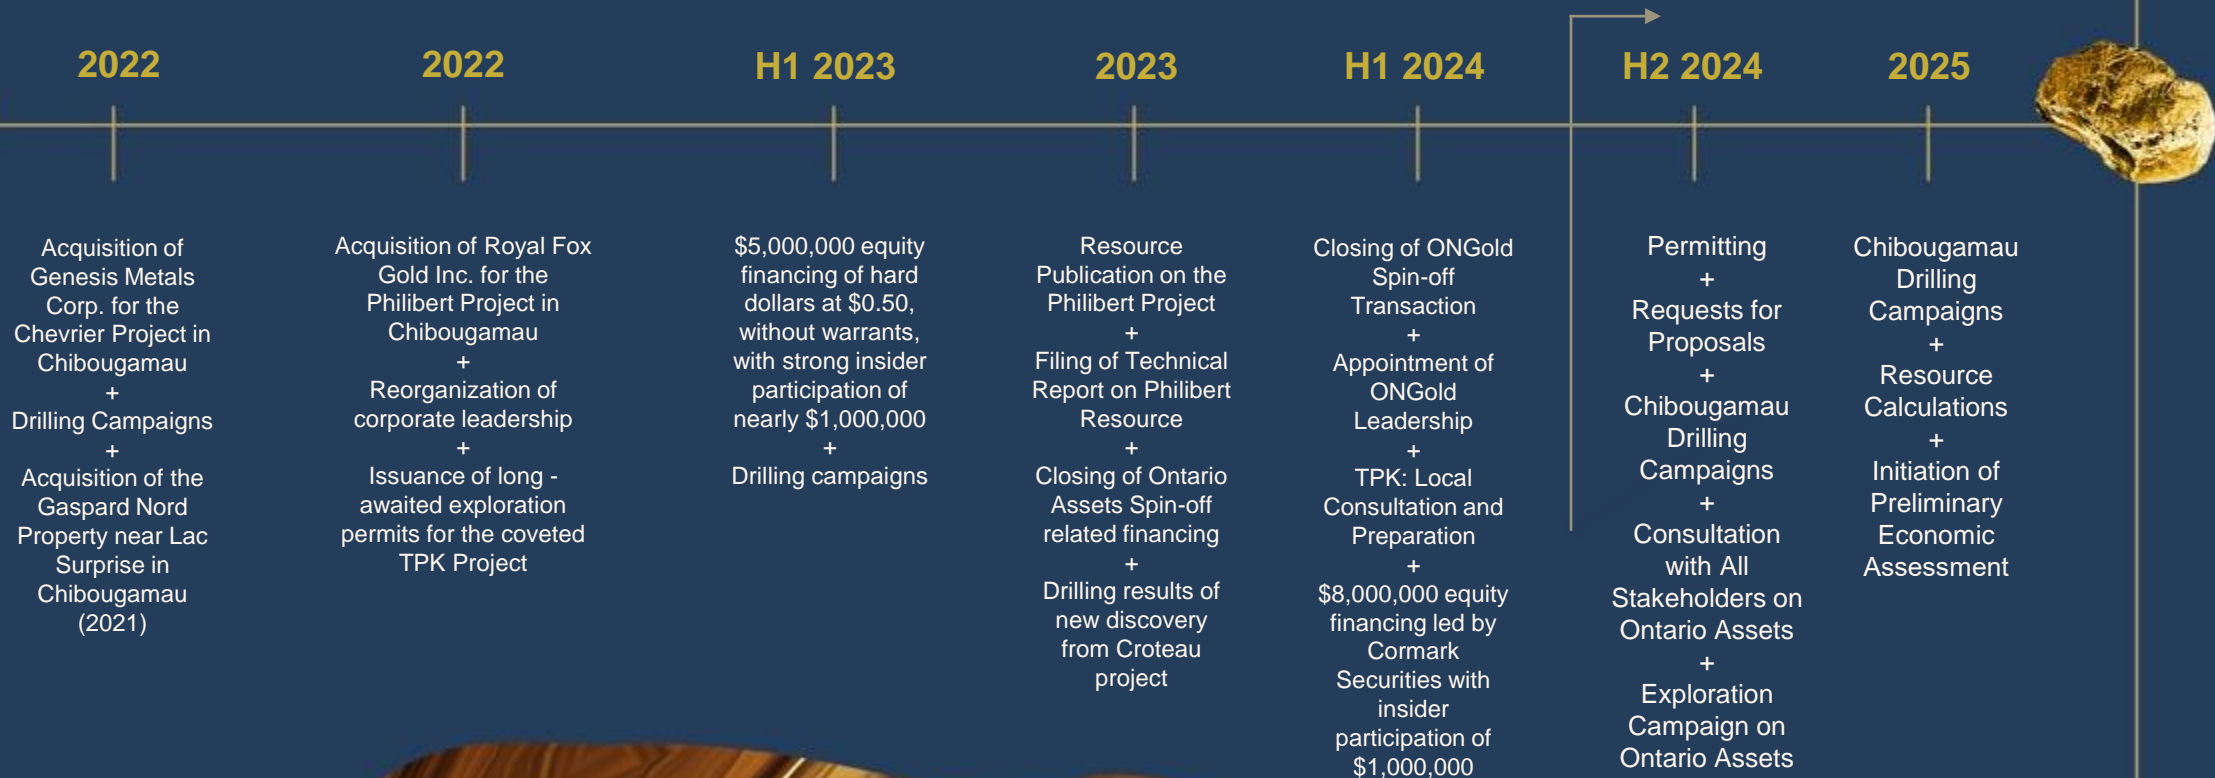 2022
Acquisition of
Genesis Metals
Corp. for the
Chevrier Project in
Chibougamau
+
Drilling Campaigns
+
Acquisition of the
Gaspard Nord
Property near Lac
Surprise in
Chibougamau
(2021)
2022
Acquisition of Royal Fox
Gold Inc. for the
Philibert Project in
Chibougamau
+
Reorganization of
corporate leadership
+
Issuance of long -
awaited exploration
permits for the coveted
TPK Project
H1 2023
$5,000,000 equity
financing of hard
dollars at $0.50,
without warrants,
with strong insider
participation of
nearly $1,000,000
+
Drilling campaigns
2023
Resource
Publication on the
Philibert Project
+
Filing of Technical
Report on Philibert
Resource
+
Closing of Ontario
Assets Spin-off
related financing
+
Drilling results of
new discovery
from Croteau
project
H1 2024
Closing of ONGold
Spin-off
Transaction
+
Appointment of
ONGold
Leadership
+
TPK: Local
Consultation and
Preparation
+
$8,000,000 equity
financing led by
Cormark
Securities with
insider
participation of
$1,000,000
H2 2024
Permitting
+
Requests for
Proposals
+
Chibougamau
Drilling
Campaigns
+
Consultation
with All
Stakeholders on
Ontario Assets
+
Exploration
Campaign on
Ontario Assets
2025
Chibougamau
Drilling
Campaigns
+
Resource
Calculations
+
Initiation of
Preliminary
Economic
Assessment